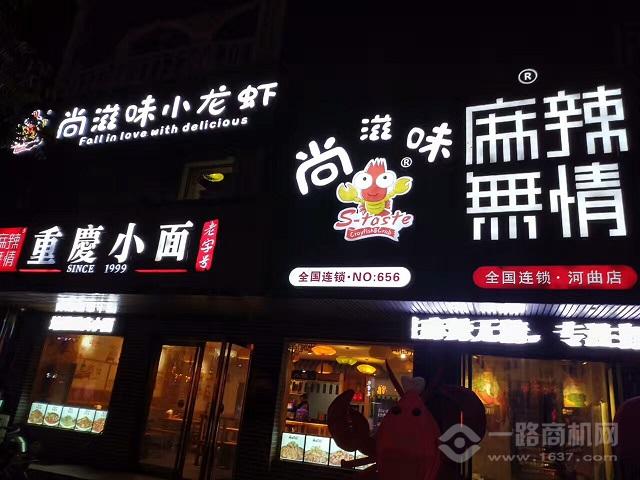 尚滋味小龙虾
Fall in love with delicious
麻辣無情
重慶小面
老字号
SINCE 1999
尚滋味
®
S-taste
Crayfish&Crab
全国连锁·NO:656
®
麻辣
無情
全国连锁·河曲店
一路商机网
www.1637.com